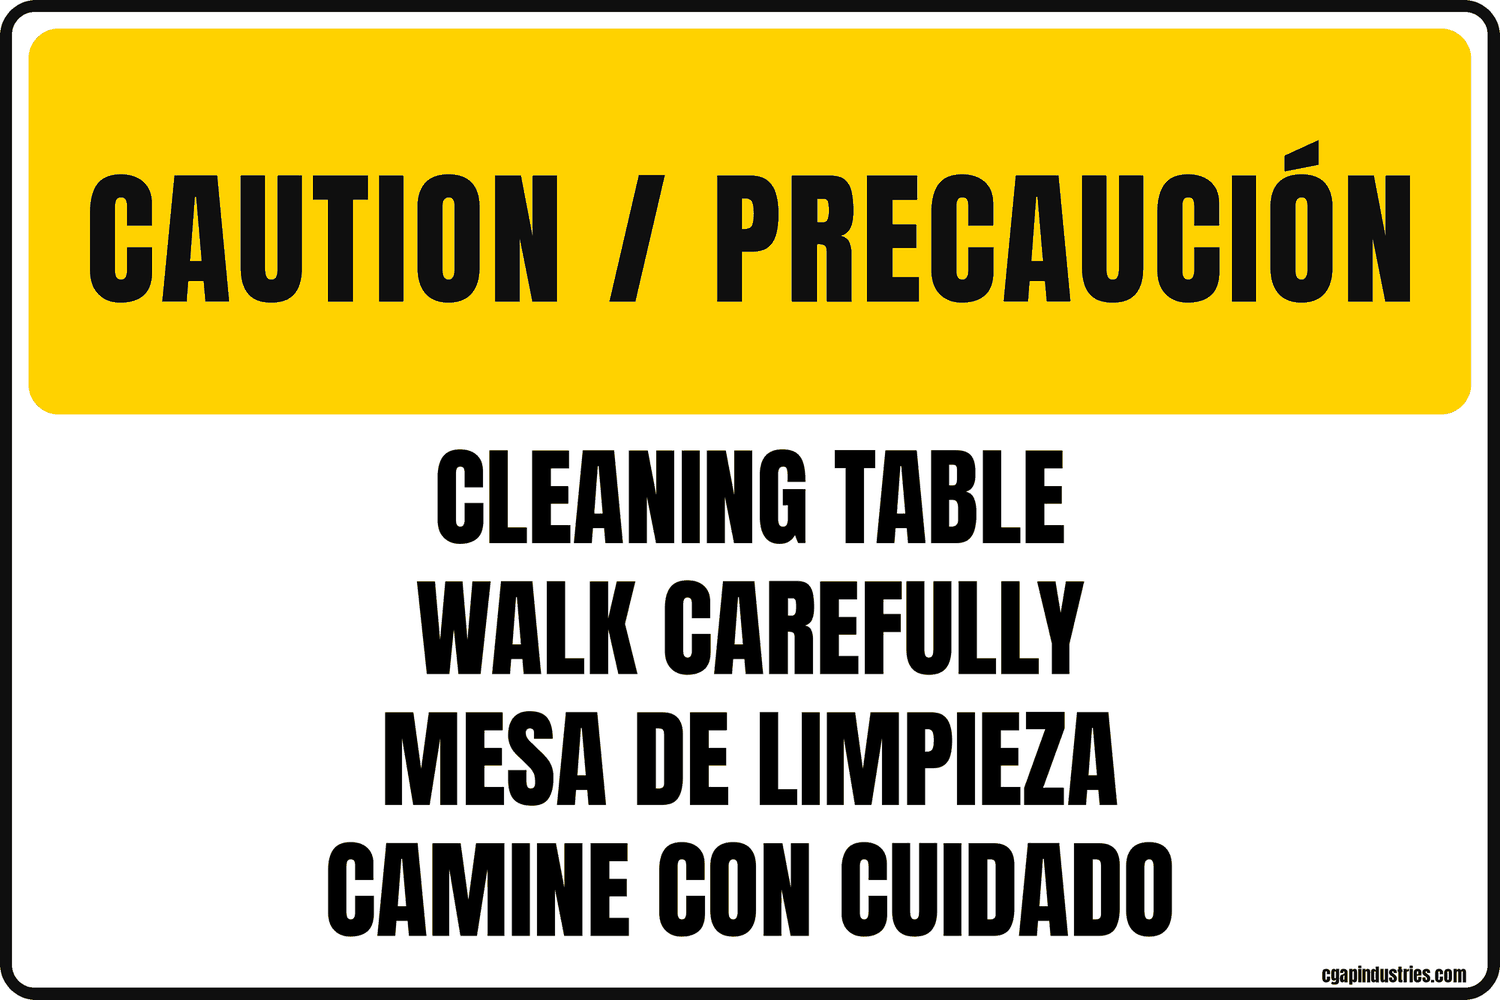 CAUTION / PRECAUCIÓN
CLEANING TABLE
WALK CAREFULLY
MESA DE LIMPIEZA
CAMINE CON CUIDADO
cgapindustries.com